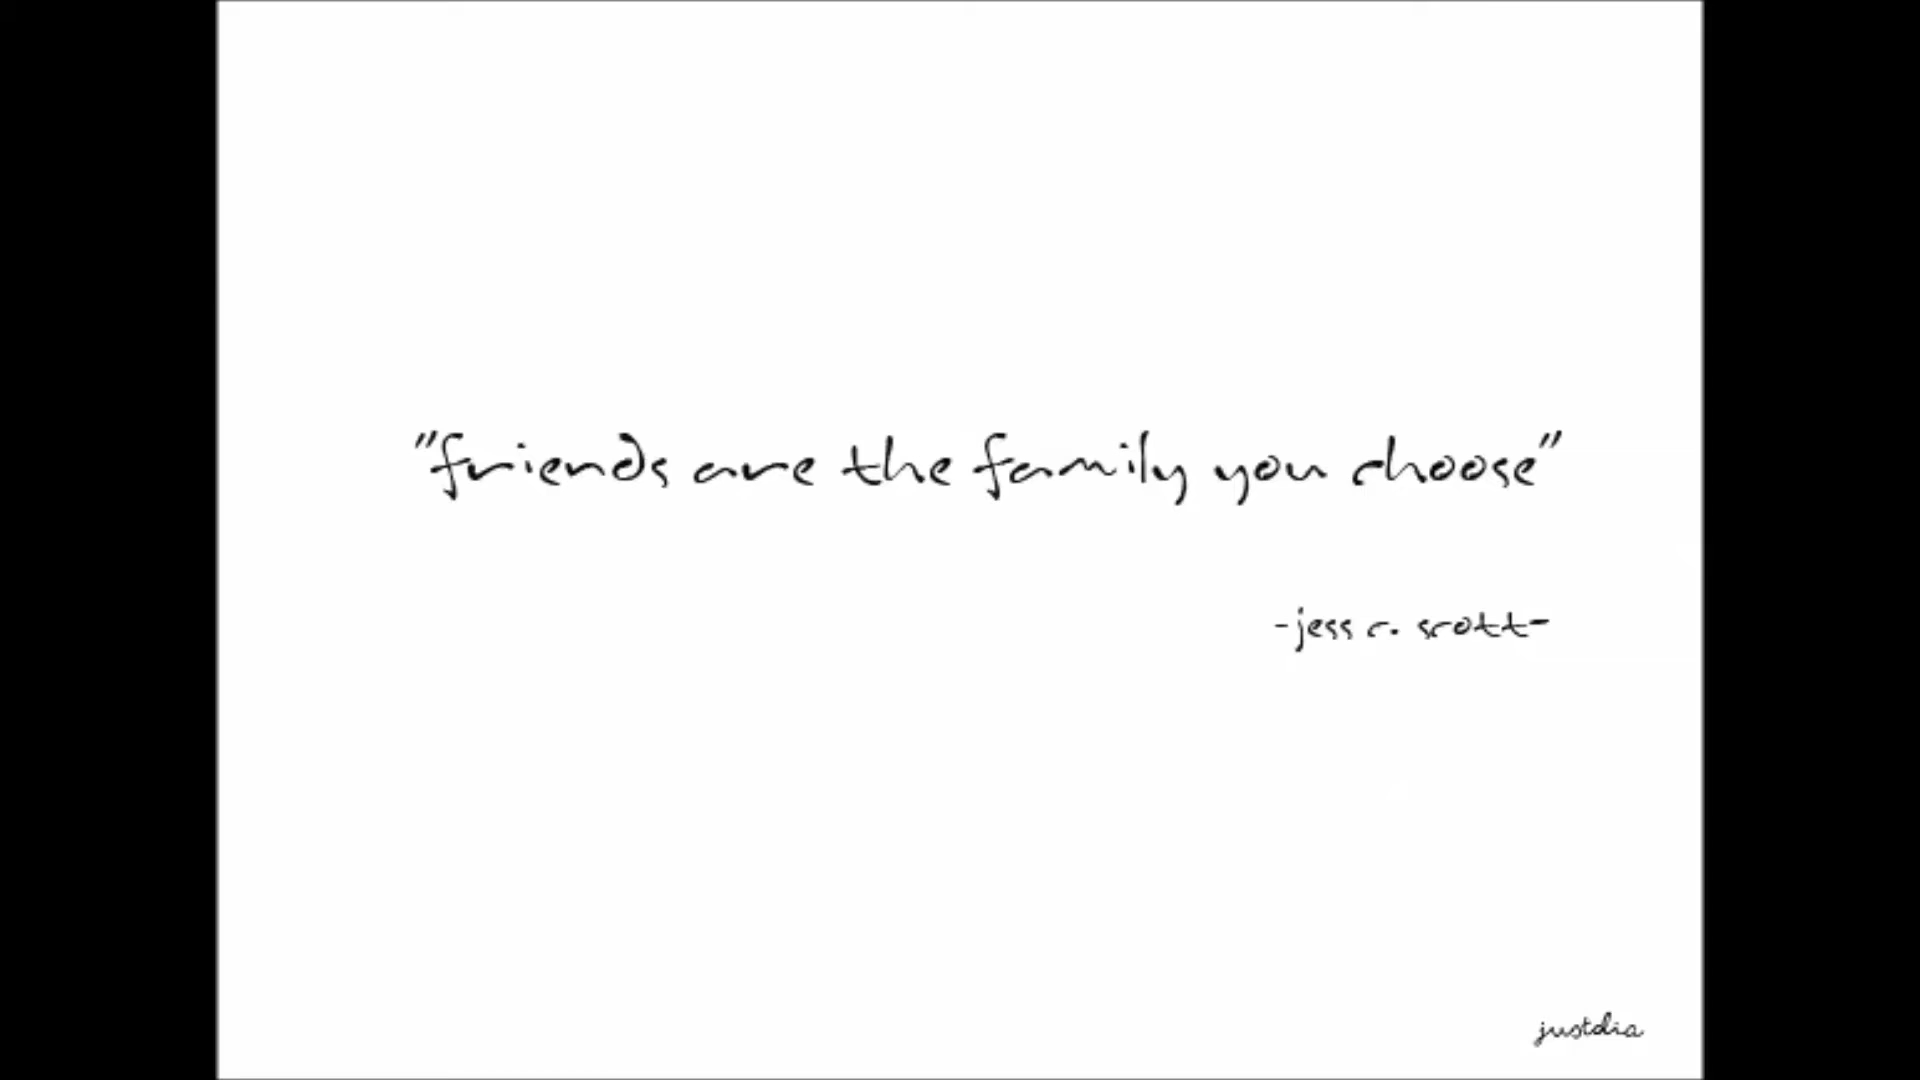 "friends are the family you choose"
-jess c. scott-
justdia